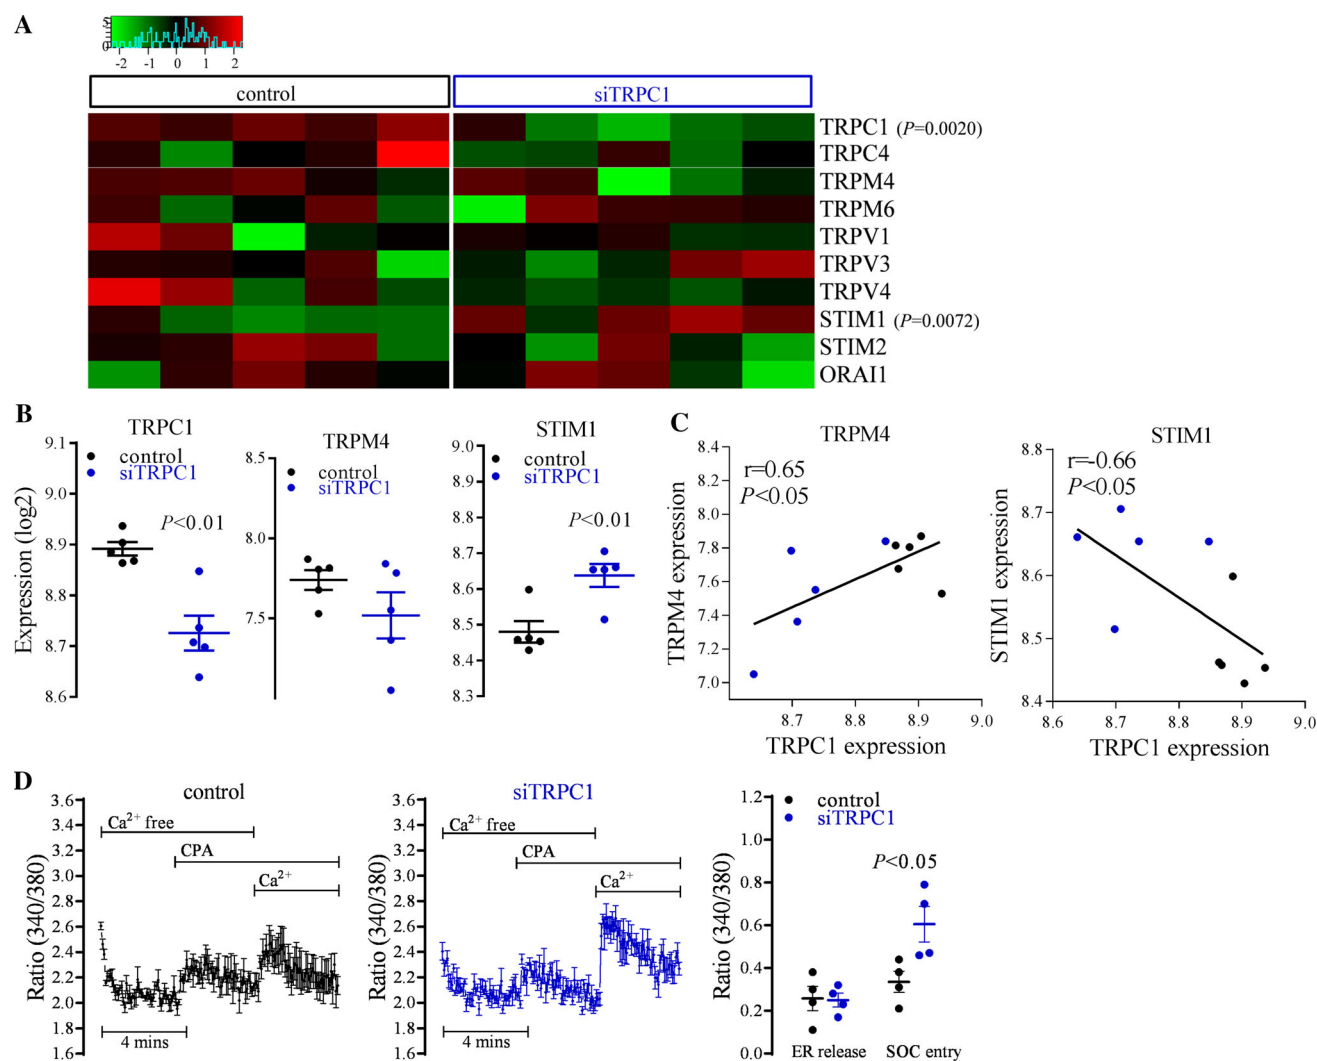 A
5
0
-2 -1 0 1 2
control
siTRPC1
TRPC1 (P=0.0020)
TRPC4
TRPM4
TRPM6
TRPV1
TRPV3
TRPV4
STIM1 (P=0.0072)
STIM2
ORAI1
B
TRPC1
Expression (log2)
9.1
9.0
8.9
8.8
8.7
8.6
control
siTRPC1
P<0.01
TRPM4
8.5
8.0
7.5
control
siTRPC1
STIM1
9.0
8.9
8.8
8.7
8.6
8.5
8.4
8.3
control
siTRPC1
P<0.01
C
TRPM4
r=0.65
P<0.05
TRPM4 expression
8.4
8.2
8.0
7.8
7.6
7.4
7.2
7.0
8.7 8.8 8.9 9.0
TRPC1 expression
STIM1
r=-0.66
P<0.05
STIM1 expression
8.8
8.7
8.6
8.5
8.4
8.6 8.7 8.8 8.9 9.0
TRPC1 expression
D
control
Ratio (340/380)
3.6
3.4
3.2
3.0
2.8
2.6
2.4
2.2
2.0
1.8
1.6
Ca2+ free
CPA
Ca2+
4 mins
siTRPC1
Ratio (340/380)
3.6
3.4
3.2
3.0
2.8
2.6
2.4
2.2
2.0
1.8
1.6
Ca2+ free
CPA
Ca2+
4 mins
Ratio (340/380)
1.2
1.0
0.8
0.6
0.4
0.2
0.0
control
siTRPC1
P<0.05
ER release SOC entry